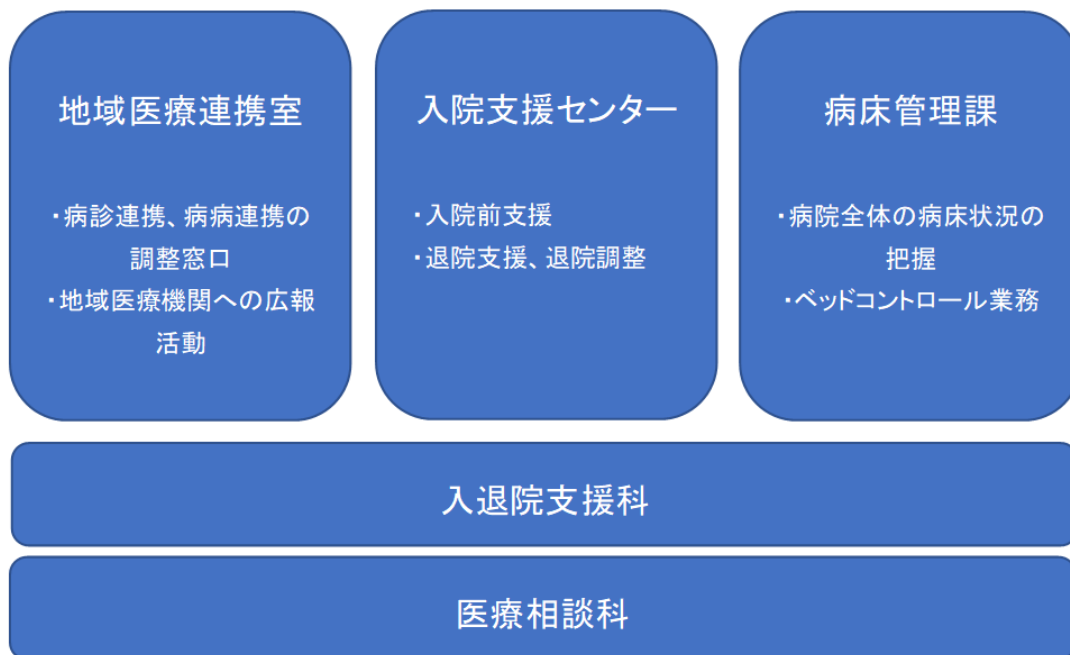 地域医療連携室
・病診連携、病病連携の
調整窓口
・地域医療機関への広報
活動
入院支援センター
・入院前支援
・退院支援、退院調整
病床管理課
・病院全体の病床状況の
把握
・ベッドコントロール業務
入退院支援科
医療相談科